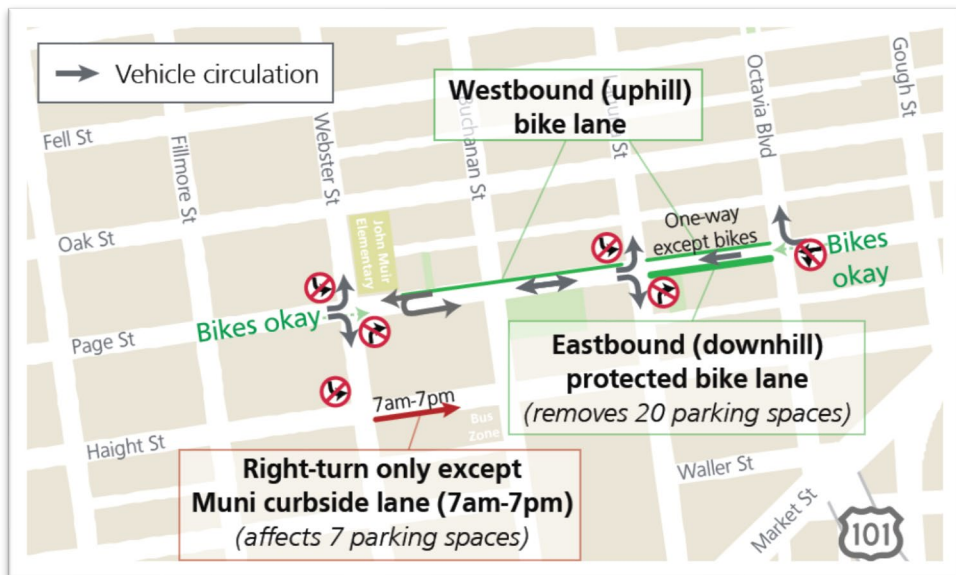 Vehicle circulation
Westbound (uphill)
bike lane
Fell St
Fillmore St
Webster St
Buchanan St
Octavia Blvd
Gough St
Oak St
John Muir
Elementary
One-way
except bikes
Bikes
okay
Bikes okay
Page St
Eastbound (downhill)
protected bike lane
(removes 20 parking spaces)
7am-7pm
Bus
Zone
Haight St
Right-turn only except
Muni curbside lane (7am-7pm)
(affects 7 parking spaces)
Waller St
Market St
101